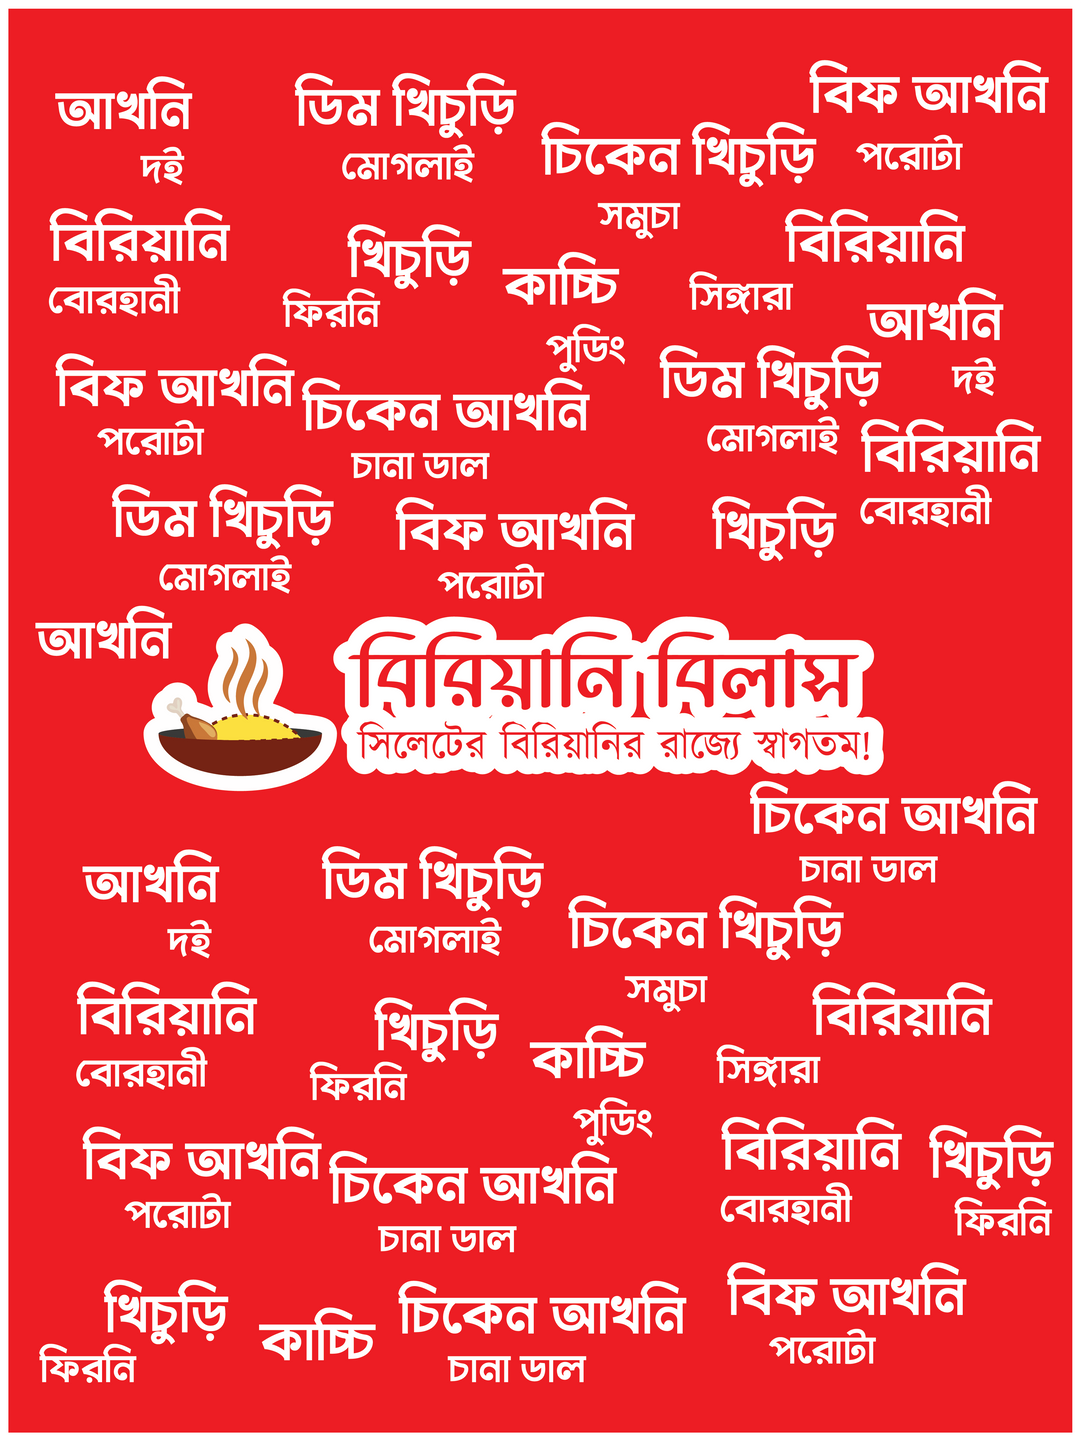 আখনি
দই
ডিম খিচুড়ি
মোগলাই
চিকেন খিচুড়ি
সমুচা
বিফ আখনি
পরোটা
বিরিয়ানি
বোরহানী
খিচুড়ি
ফিরনি
কাচ্চি
পুডিং
বিরিয়ানি
সিঙ্গারা
আখনি
দই
বিফ আখনি
পরোটা
চিকেন আখনি
চানা ডাল
ডিম খিচুড়ি
মোগলাই
বিরিয়ানি
বোরহানী
ডিম খিচুড়ি
মোগলাই
বিফ আখনি
পরোটা
খিচুড়ি
আখনি
বিরিয়ানি বিলাস
সিলেটের বিরিয়ানির রাজ্যে স্বাগতম!
চিকেন আখনি
চানা ডাল
আখনি
দই
ডিম খিচুড়ি
মোগলাই
চিকেন খিচুড়ি
সমুচা
বিরিয়ানি
বোরহানী
খিচুড়ি
ফিরনি
কাচ্চি
পুডিং
বিরিয়ানি
সিঙ্গারা
বিফ আখনি
পরোটা
চিকেন আখনি
চানা ডাল
বিরিয়ানি
বোরহানী
খিচুড়ি
ফিরনি
খিচুড়ি
ফিরনি
কাচ্চি
চিকেন আখনি
চানা ডাল
বিফ আখনি
পরোটা